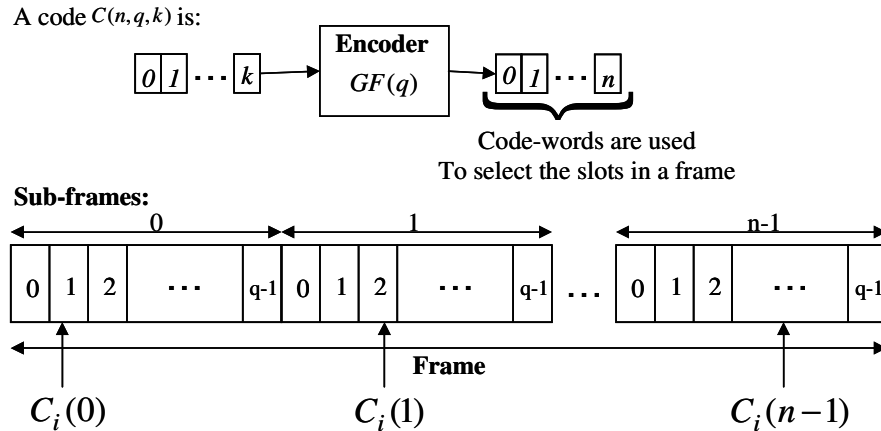 A code C(n,q,k) is:
Encoder
GF(q)
0 1 ... k
0 1 ... n
Code-words are used
To select the slots in a frame
Sub-frames:
0 1 n-1
0 1 2 ... q-1 0 1 2 ... q-1 ... 0 1 2 ... q-1
Frame
C_i(0) C_i(1) C_i(n-1)